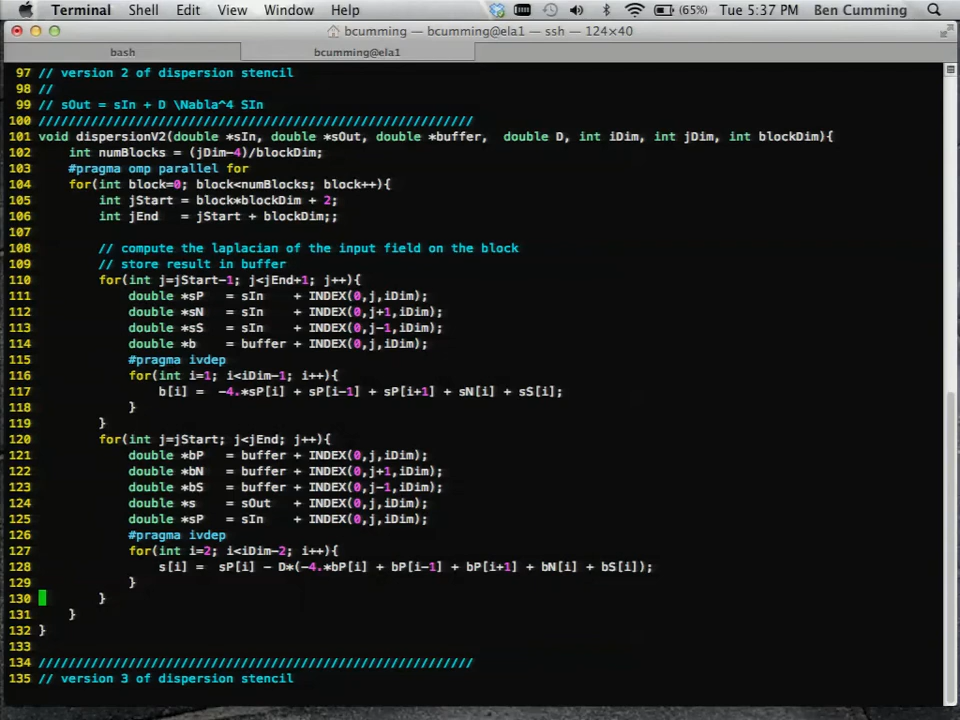 Terminal Shell Edit View Window Help (65%) Tue 5:37 PM Ben Cumming
bcumming — bcumming@ela1 — ssh — 124×40
bash bcumming@ela1
97 // version 2 of dispersion stencil
98 //
99 // sOut = sIn + D \Nabla^4 SIn
100 //////////////////////////////////////////////////////////
101 void dispersionV2(double *sIn, double *sOut, double *buffer,  double D, int iDim, int jDim, int blockDim){
102     int numBlocks = (jDim-4)/blockDim;
103     #pragma omp parallel for
104     for(int block=0; block<numBlocks; block++){
105         int jStart = block*blockDim + 2;
106         int jEnd   = jStart + blockDim;;
107
108         // compute the laplacian of the input field on the block
109         // store result in buffer
110         for(int j=jStart-1; j<jEnd+1; j++){
111             double *sP   = sIn    + INDEX(0,j,iDim);
112             double *sN   = sIn    + INDEX(0,j+1,iDim);
113             double *sS   = sIn    + INDEX(0,j-1,iDim);
114             double *b    = buffer + INDEX(0,j,iDim);
115             #pragma ivdep
116             for(int i=1; i<iDim-1; i++){
117                 b[i] =  -4.*sP[i] + sP[i-1] + sP[i+1] + sN[i] + sS[i];
118             }
119         }
120         for(int j=jStart; j<jEnd; j++){
121             double *bP   = buffer + INDEX(0,j,iDim);
122             double *bN   = buffer + INDEX(0,j+1,iDim);
123             double *bS   = buffer + INDEX(0,j-1,iDim);
124             double *s    = sOut   + INDEX(0,j,iDim);
125             double *sP   = sIn    + INDEX(0,j,iDim);
126             #pragma ivdep
127             for(int i=2; i<iDim-2; i++){
128                 s[i] =  sP[i] - D*(-4.*bP[i] + bP[i-1] + bP[i+1] + bN[i] + bS[i]);
129             }
130         }
131     }
132 }
133
134 //////////////////////////////////////////////////////////
135 // version 3 of dispersion stencil